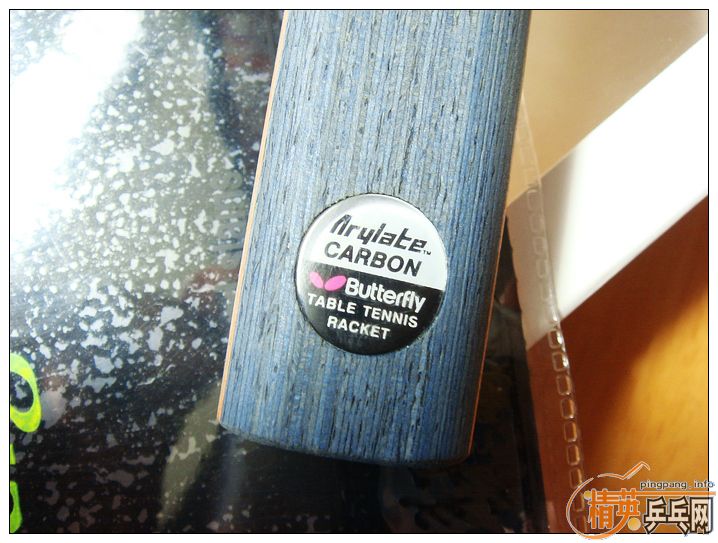 Arylate™
CARBON
Butterfly
TABLE TENNIS
RACKET
pingpang.info
精英乒乓网